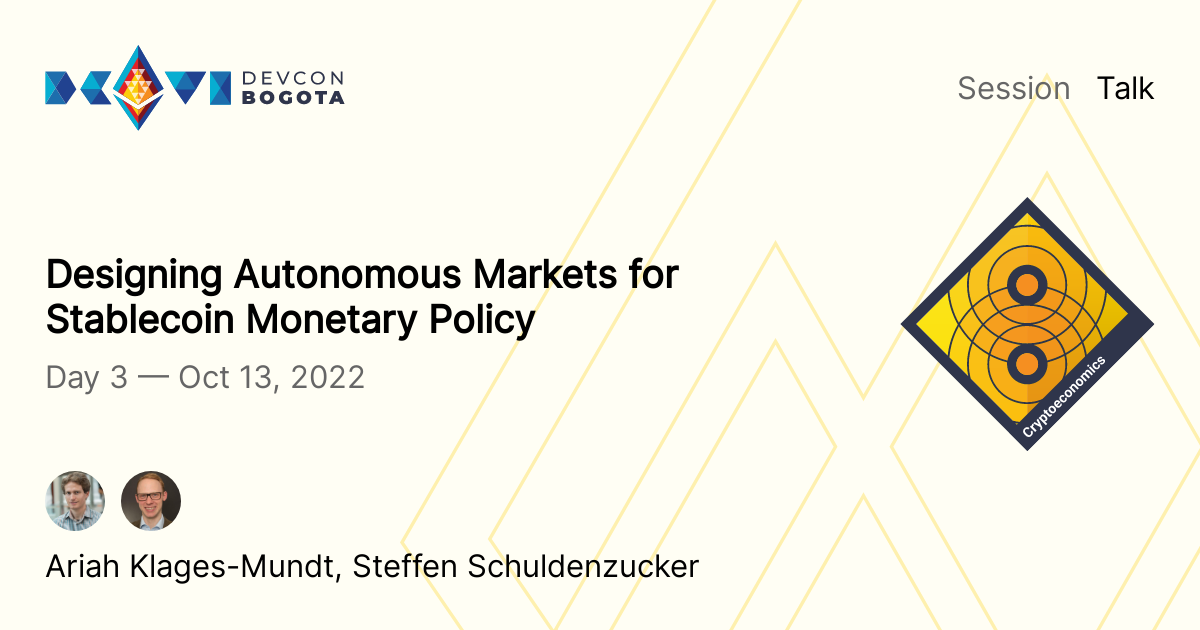 DEVCON
BOGOTA
Session Talk
Designing Autonomous Markets for
Stablecoin Monetary Policy
Day 3 — Oct 13, 2022
Cryptoeconomics
Ariah Klages-Mundt, Steffen Schuldenzucker